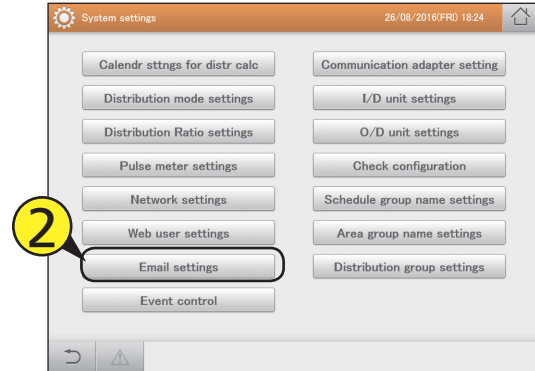 System settings
26/08/2016(FRI) 18:24
Calendr sttngs for distr calc
Communication adapter setting
Distribution mode settings
I/D unit settings
Distribution Ratio settings
O/D unit settings
Pulse meter settings
Check configuration
Network settings
Schedule group name settings
Web user settings
Area group name settings
2
Email settings
Distribution group settings
Event control